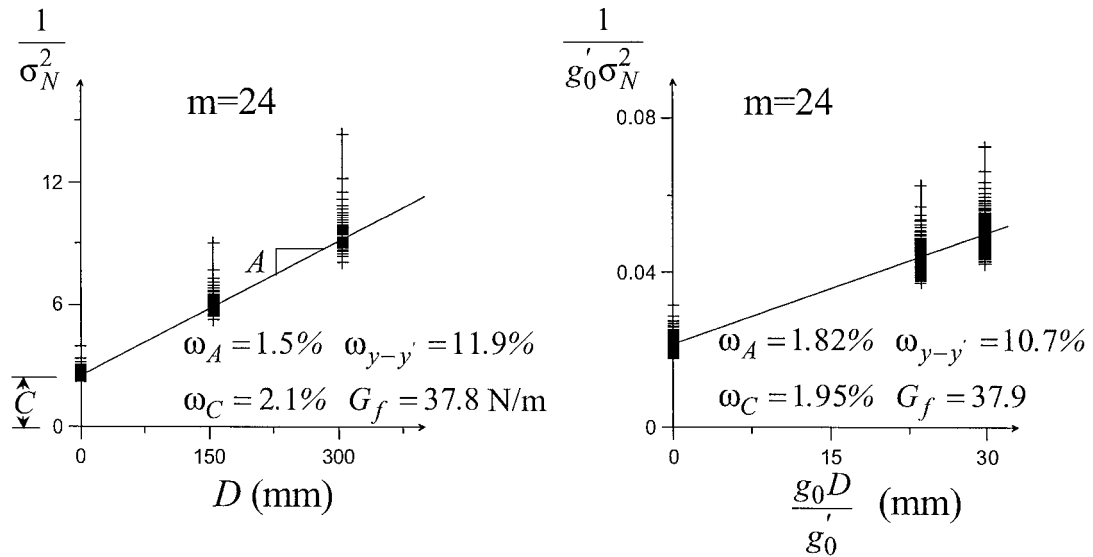 1
σ_N^2
m=24
12
6
0
C
A
ω_A = 1.5% ω_{y−y'} = 11.9%
ω_C = 2.1% G_f = 37.8 N/m
0 150 300
D (mm)
1
g_0'σ_N^2
m=24
0.08
0.04
0
ω_A = 1.82% ω_{y−y'} = 10.7%
ω_C = 1.95% G_f = 37.9
0 15 30
g_0D
g_0'
(mm)